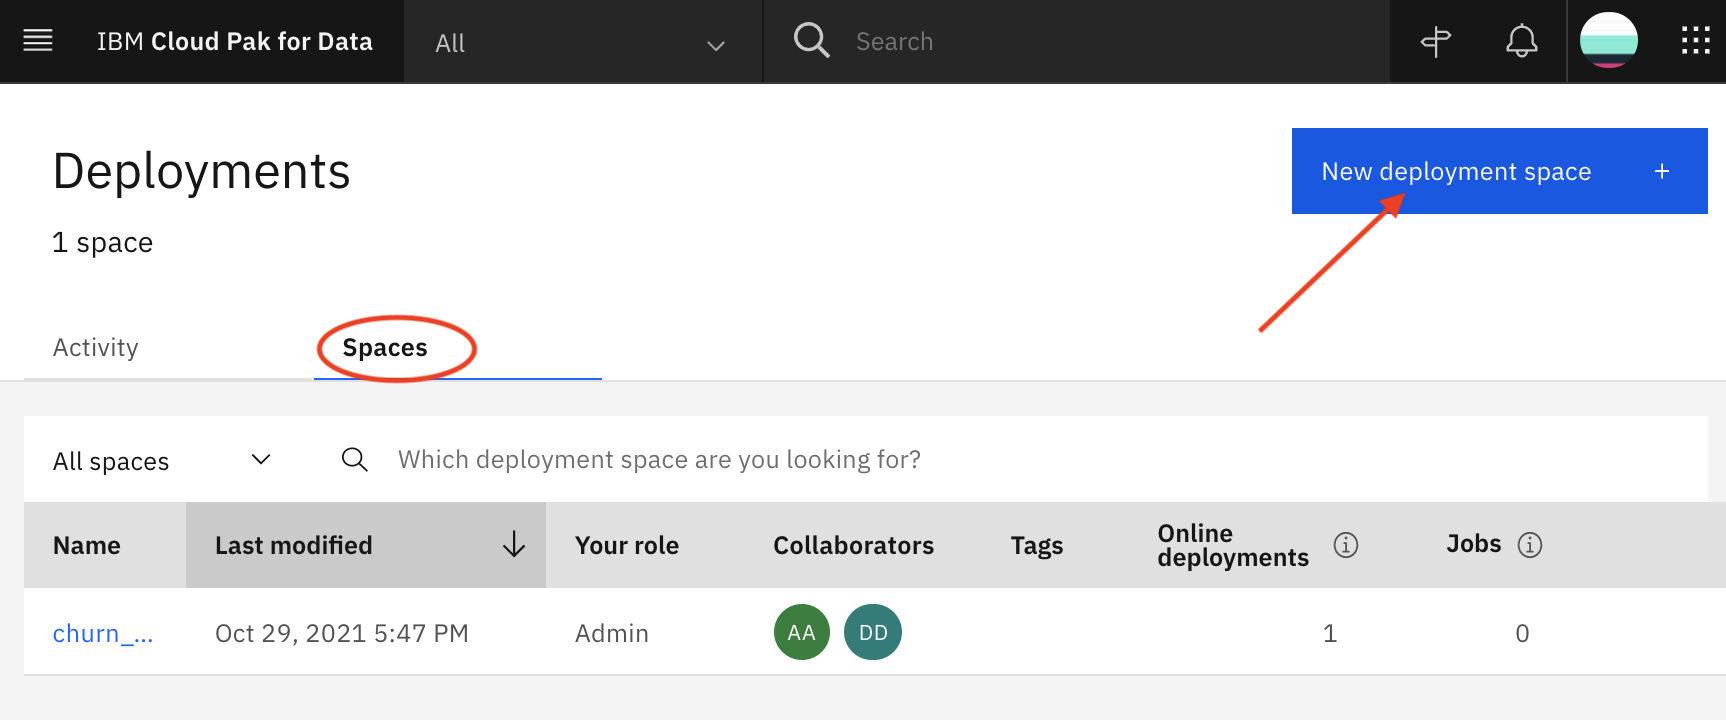 IBM Cloud Pak for Data
All
Search
Deployments
New deployment space +
1 space
Activity
Spaces
All spaces
Which deployment space are you looking for?
Name
Last modified
Your role
Collaborators
Tags
Online
deployments
Jobs
churn_...
Oct 29, 2021 5:47 PM
Admin
AA
DD
1
0